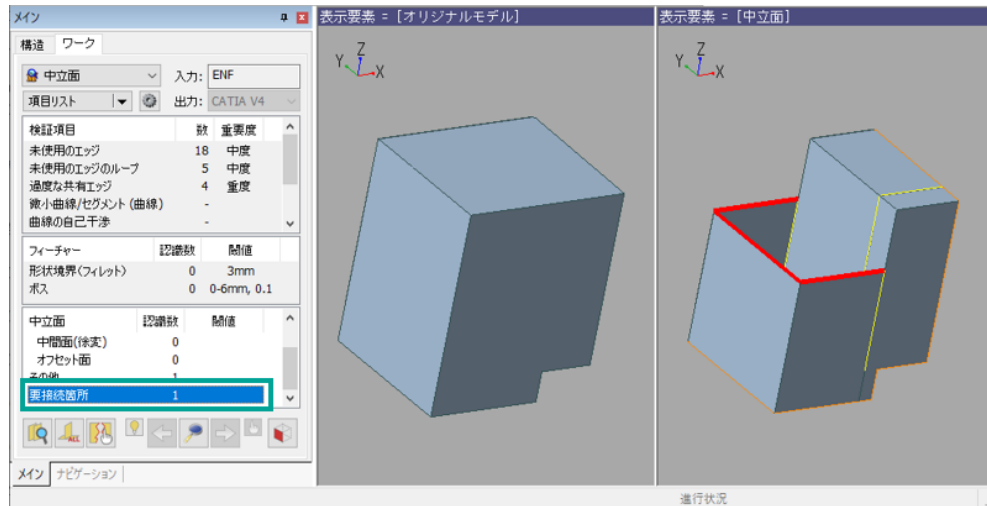 メイン
構造 ワーク
中立面 入力: ENF
項目リスト 出力: CATIA V4
検証項目 数 重要度
未使用のエッジ 18 中度
未使用のエッジのループ 5 中度
過度な共有エッジ 4 重度
微小曲線/セグメント (曲線) -
曲線の自己干渉 -
フィーチャー 認識数 閾値
形状境界(フィレット) 0 3mm
ボス 0 0-6mm, 0.1
中立面 認識数 閾値
中間面(徐変) 0
オフセット面 0
その他 1
要接続箇所 1
ALL
メイン ナビゲーション
表示要素 = [オリジナルモデル]
Z
Y
X
表示要素 = [中立面]
Z
Y
X
進行状況